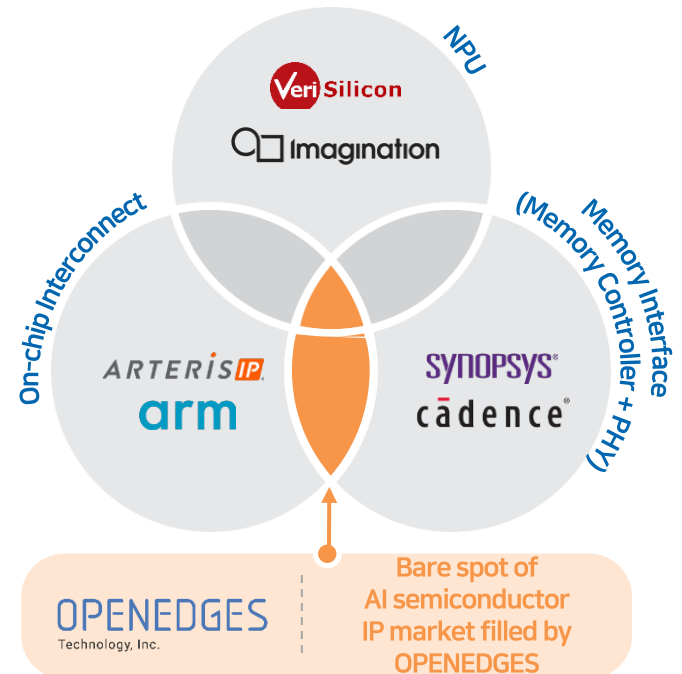 NPU
VeriSilicon
Imagination
On-chip Interconnect
Memory Interface
(Memory Controller + PHY)
ARTERIS IP
arm
SYNOPSYS®
cādence®
OPENEDGES
Technology, Inc.
Bare spot of
AI semiconductor
IP market filled by
OPENEDGES